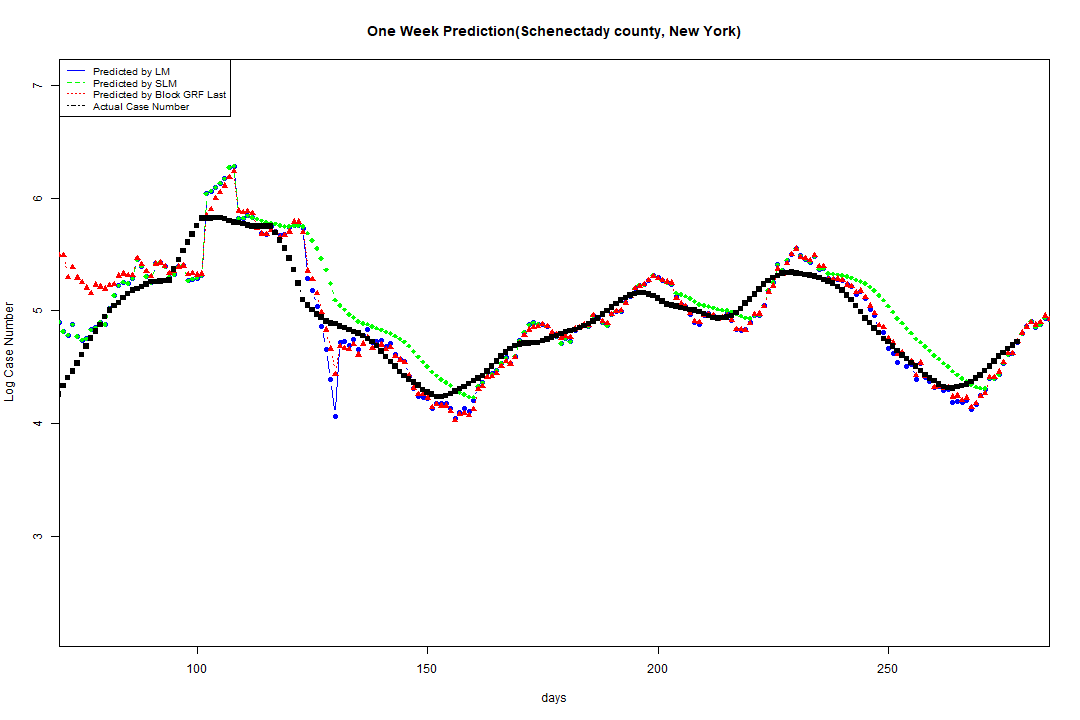 One Week Prediction(Schenectady county, New York)
Predicted by LM
Predicted by SLM
Predicted by Block GRF Last
Actual Case Number
7
6
5
4
3
Log Case Number
100 150 200 250
days